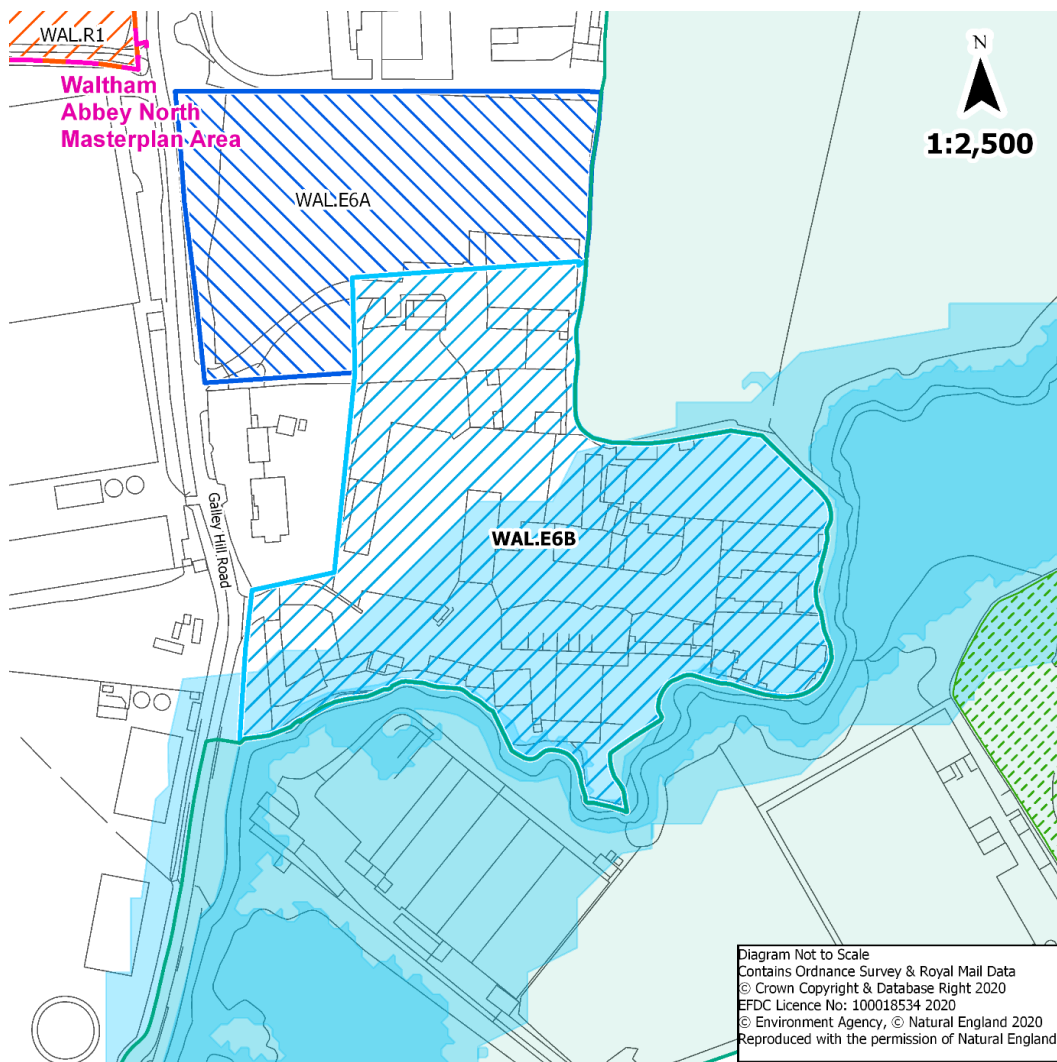 WAL.R1
Waltham
Abbey North
Masterplan Area
N
1:2,500
WAL.E6A
Galley Hill Road
WAL.E6B
Diagram Not to Scale
Contains Ordnance Survey & Royal Mail Data
© Crown Copyright & Database Right 2020
EFDC Licence No: 100018534 2020
© Environment Agency, © Natural England 2020
Reproduced with the permission of Natural England